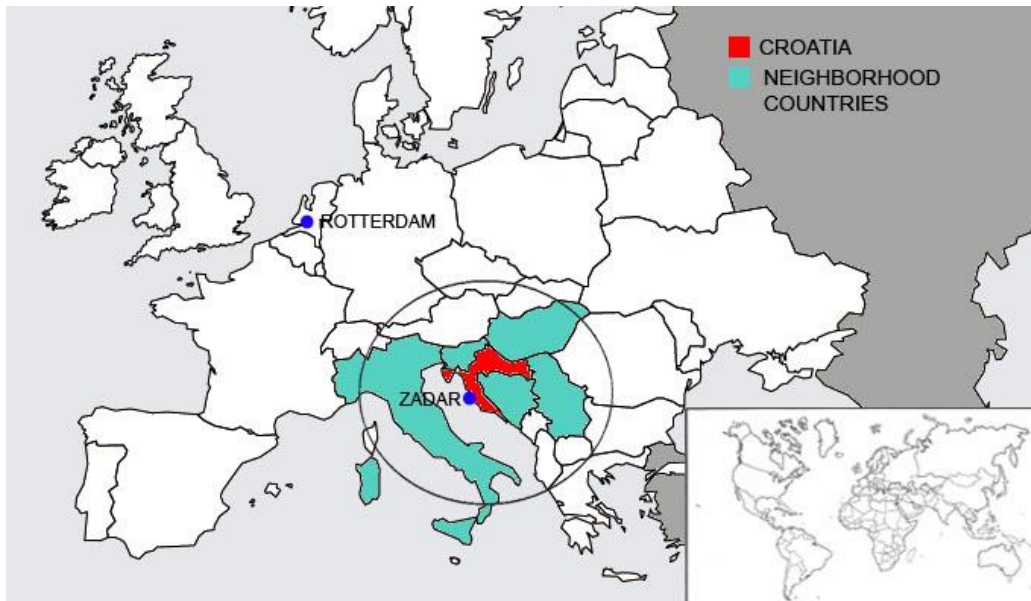 CROATIA
NEIGHBORHOOD
COUNTRIES
ROTTERDAM
ZADAR